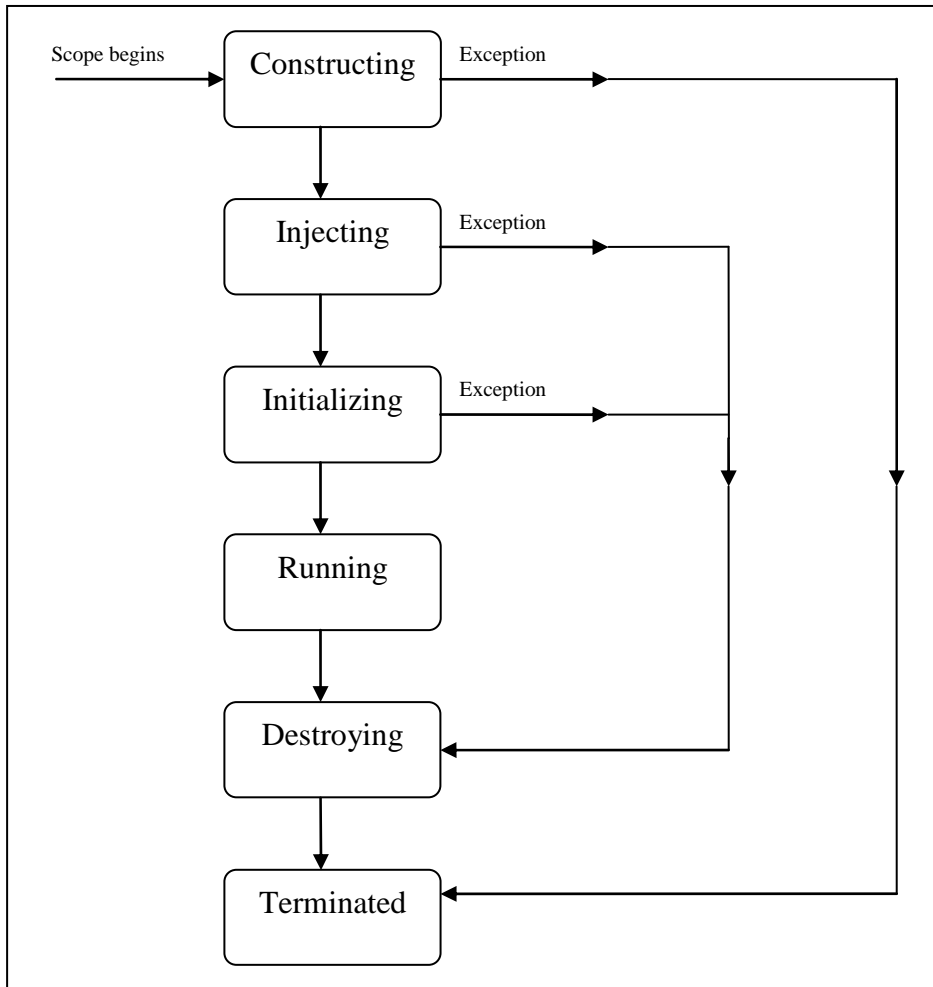 Scope begins
Constructing
Exception
Injecting
Exception
Initializing
Exception
Running
Destroying
Terminated